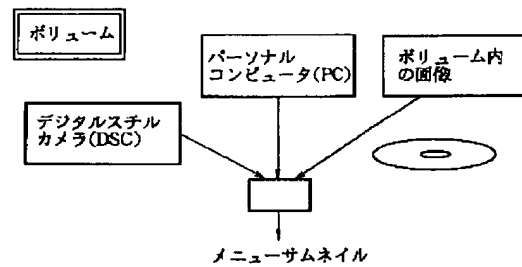 ボリューム
パーソナル
コンピュータ(PC)
ボリューム内
の画像
デジタルスチル
カメラ(DSC)
メニューサムネイル